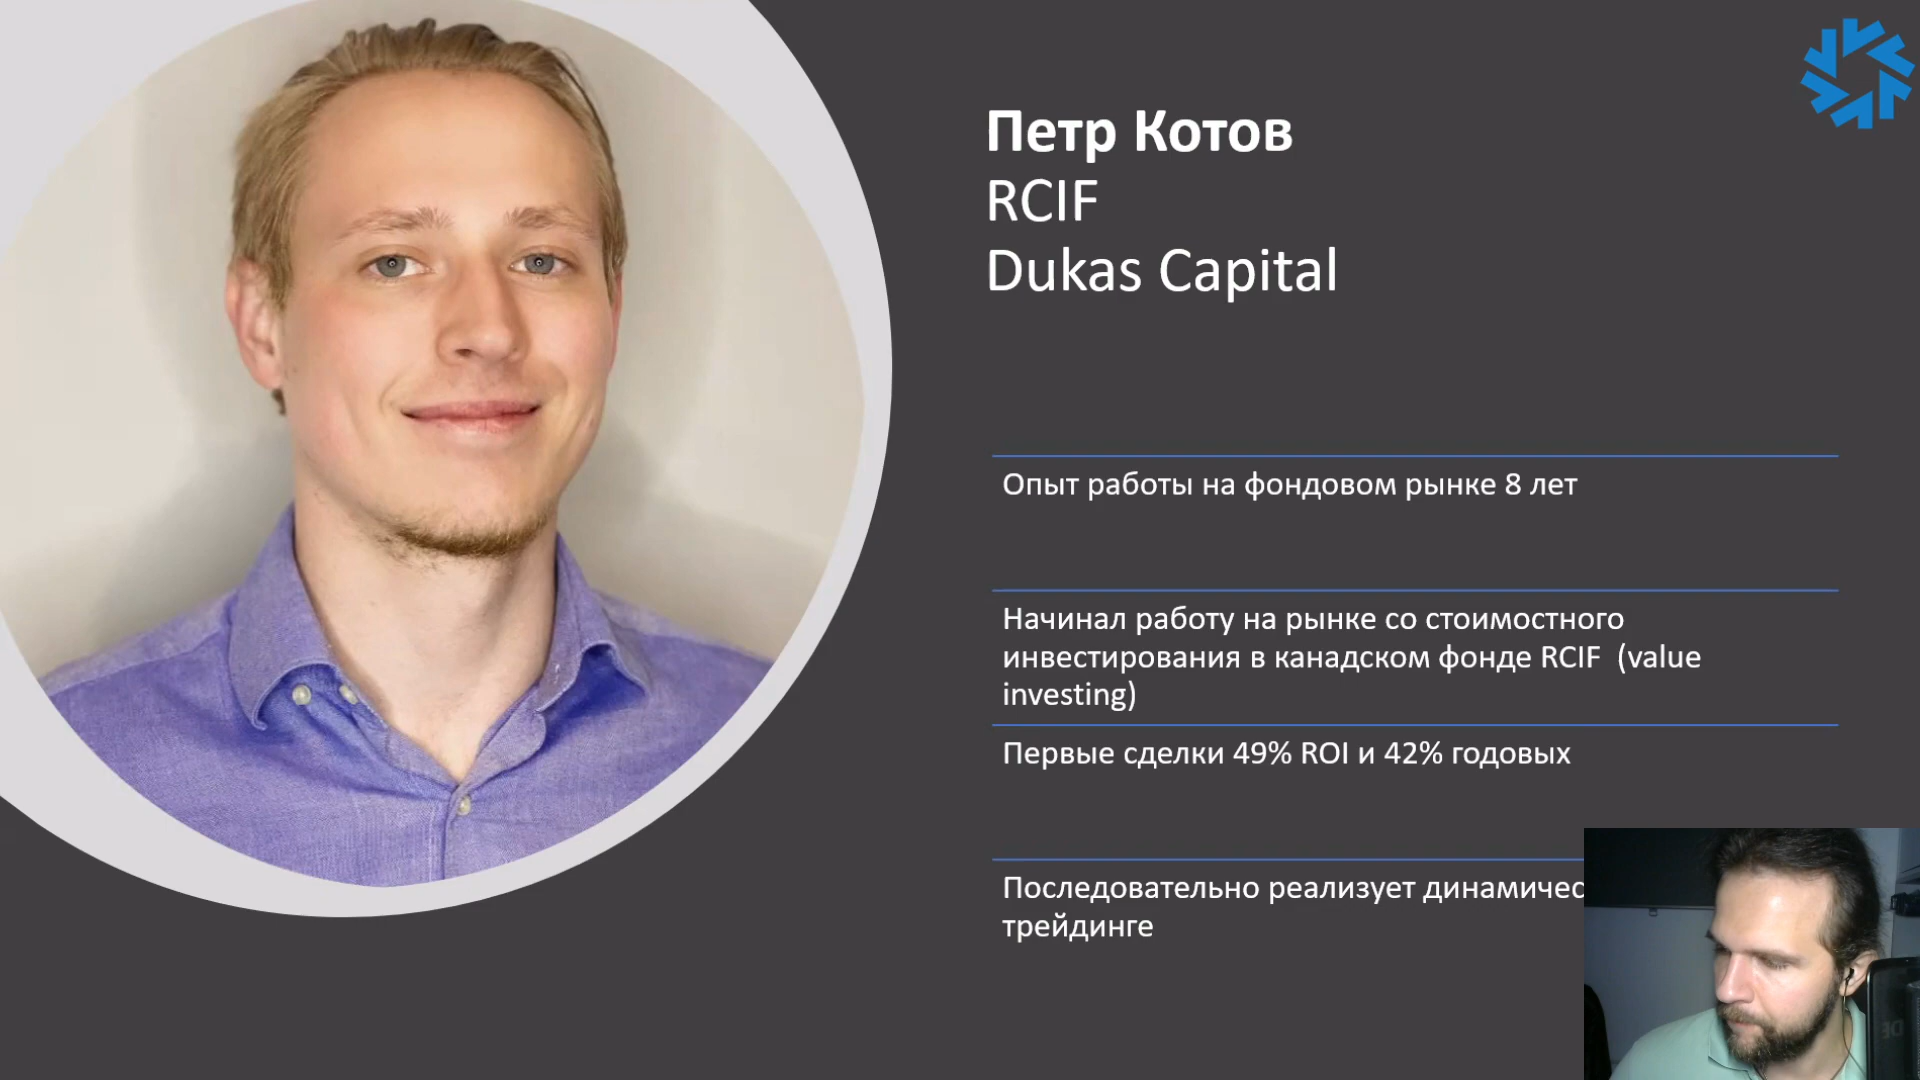 Петр Котов
RCIF
Dukas Capital
Опыт работы на фондовом рынке 8 лет
Начинал работу на рынке со стоимостного
инвестирования в канадском фонде RCIF (value
investing)
Первые сделки 49% ROI и 42% годовых
Последовательно реализует
трейдинге